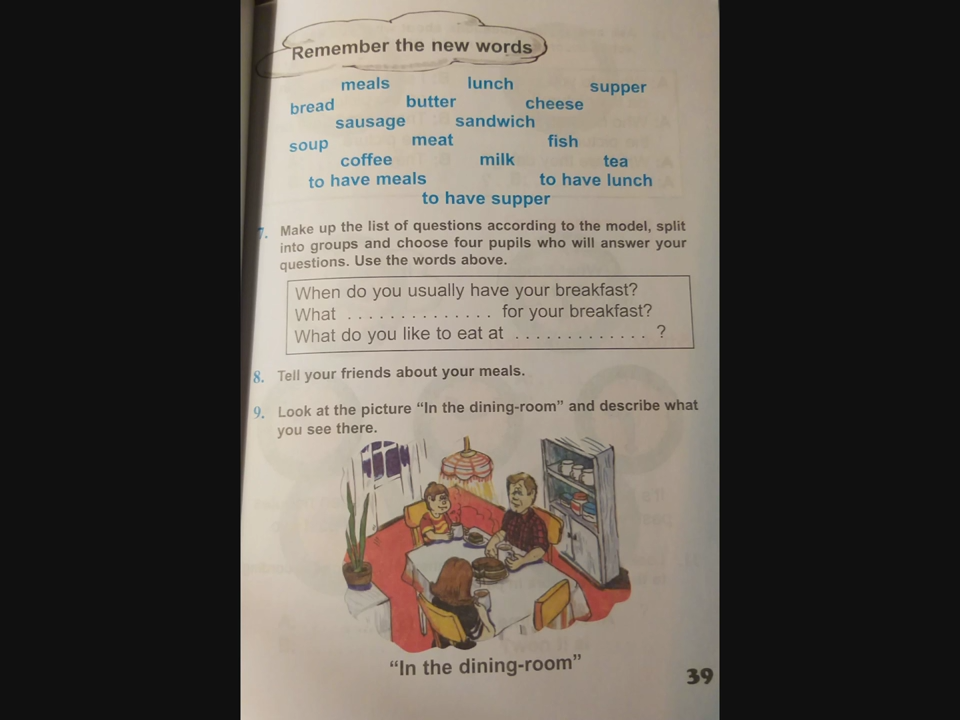 Remember the new words
meals lunch supper
bread butter cheese
sausage sandwich
soup meat fish
coffee milk tea
to have meals to have lunch
to have supper
7. Make up the list of questions according to the model, split
into groups and choose four pupils who will answer your
questions. Use the words above.
When do you usually have your breakfast?
What . . . . . . . . . . . . . . for your breakfast?
What do you like to eat at . . . . . . . . . . . . . ?
8. Tell your friends about your meals.
9. Look at the picture “In the dining-room” and describe what
you see there.
“In the dining-room”
39